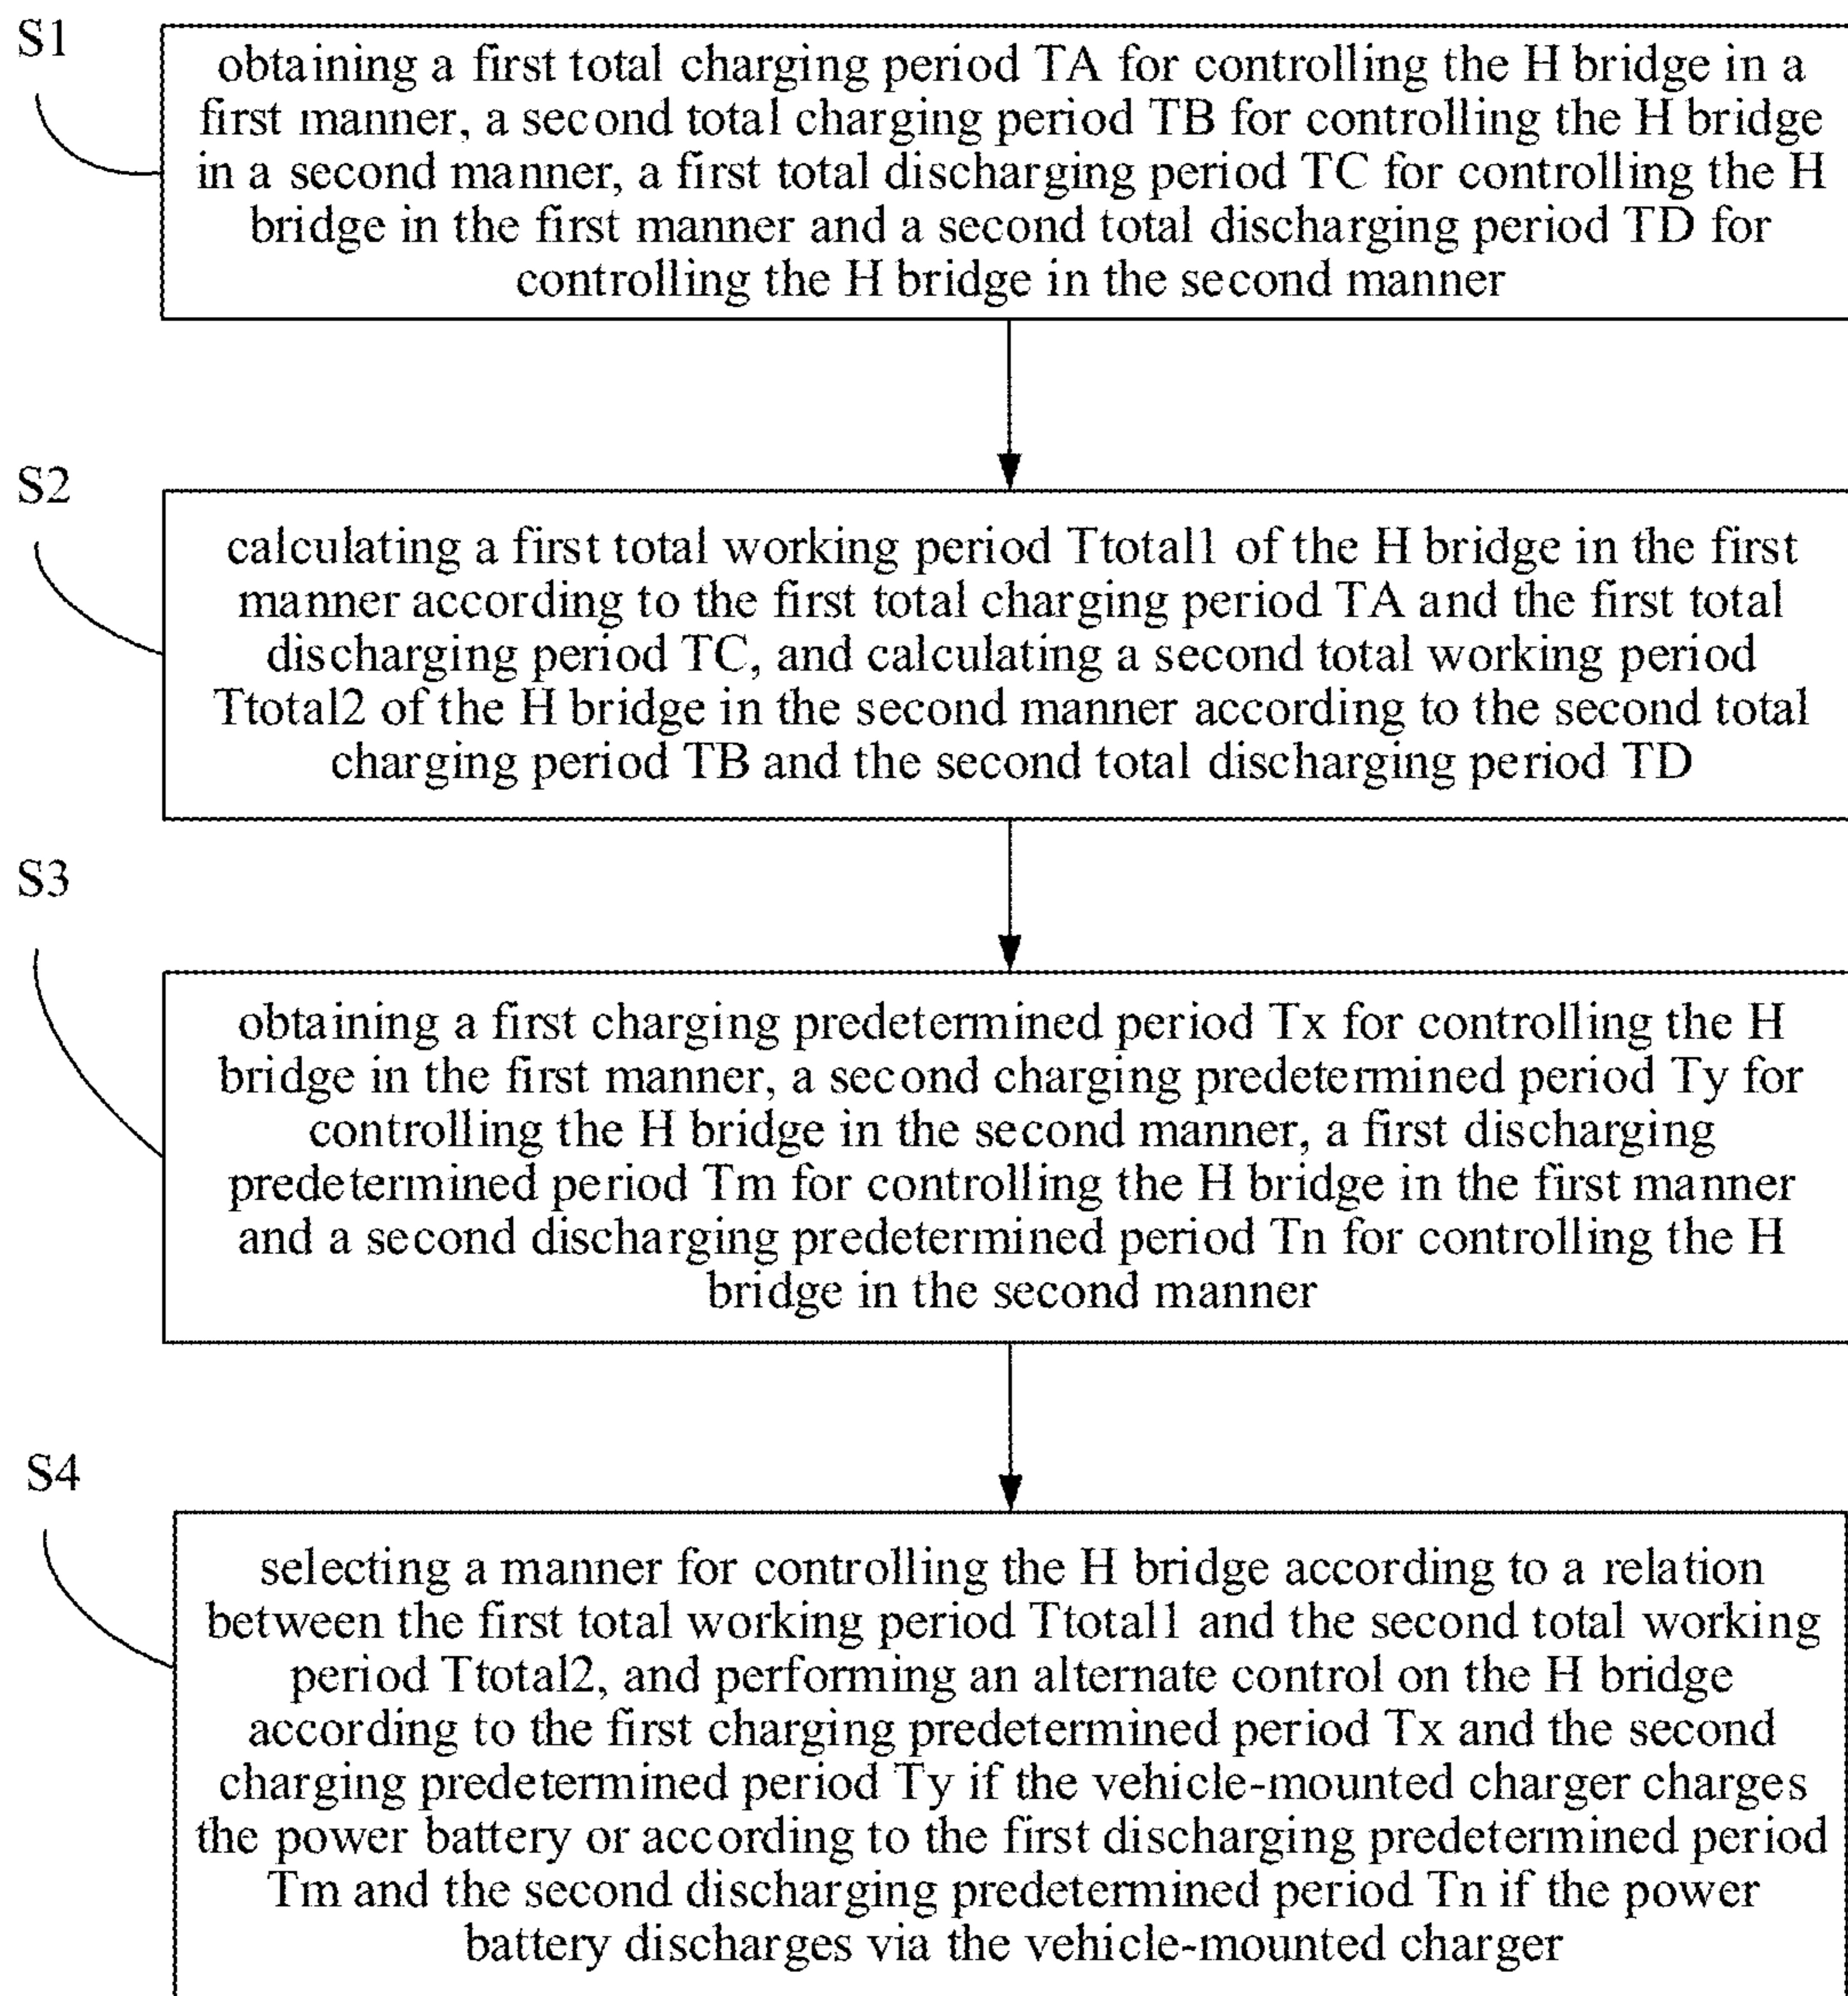 S1
obtaining a first total charging period TA for controlling the H bridge in a
first manner, a second total charging period TB for controlling the H bridge
in a second manner, a first total discharging period TC for controlling the H
bridge in the first manner and a second total discharging period TD for
controlling the H bridge in the second manner
S2
calculating a first total working period Ttotal1 of the H bridge in the first
manner according to the first total charging period TA and the first total
discharging period TC, and calculating a second total working period
Ttotal2 of the H bridge in the second manner according to the second total
charging period TB and the second total discharging period TD
S3
obtaining a first charging predetermined period Tx for controlling the H
bridge in the first manner, a second charging predetermined period Ty for
controlling the H bridge in the second manner, a first discharging
predetermined period Tm for controlling the H bridge in the first manner
and a second discharging predetermined period Tn for controlling the H
bridge in the second manner
S4
selecting a manner for controlling the H bridge according to a relation
between the first total working period Ttotal1 and the second total working
period Ttotal2, and performing an alternate control on the H bridge
according to the first charging predetermined period Tx and the second
charging predetermined period Ty if the vehicle-mounted charger charges
the power battery or according to the first discharging predetermined period
Tm and the second discharging predetermined period Tn if the power
battery discharges via the vehicle-mounted charger